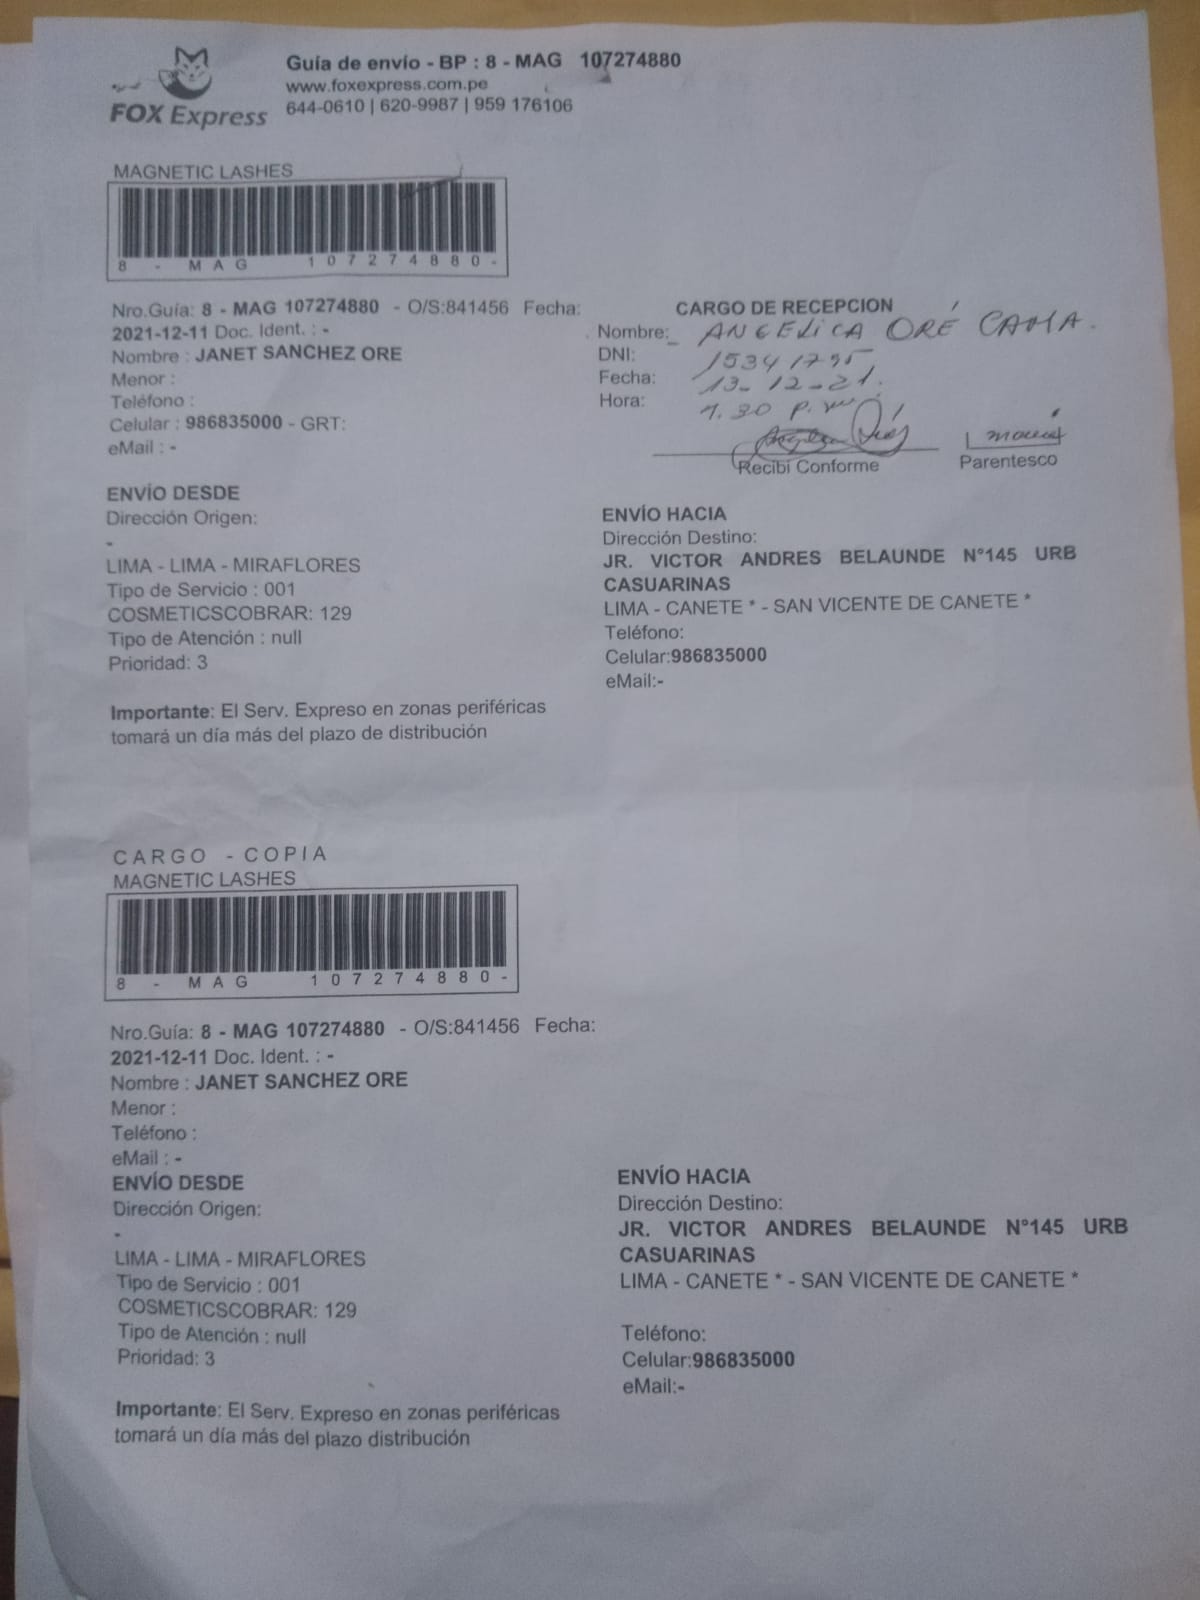 FOX Express
Guía de envío - BP : 8 - MAG 107274880
www.foxexpress.com.pe
644-0610 | 620-9987 | 959 176106
MAGNETIC LASHES
8 - MAG 107274880-
Nro.Guía: 8 - MAG 107274880 - O/S:841456 Fecha:
2021-12-11 Doc. Ident. : -
Nombre : JANET SANCHEZ ORE
Menor :
Teléfono :
Celular : 986835000 - GRT:
eMail : -
CARGO DE RECEPCION
Nombre: ANGELICA ORÉ CAMA.
DNI: 15341795
Fecha: 13-12-21.
Hora: 1.30 p.m
Recibí Conforme
Parentesco
ENVÍO DESDE
Dirección Origen:
-
LIMA - LIMA - MIRAFLORES
Tipo de Servicio : 001
COSMETICSCOBRAR: 129
Tipo de Atención : null
Prioridad: 3
ENVÍO HACIA
Dirección Destino:
JR. VICTOR ANDRES BELAUNDE N°145 URB
CASUARINAS
LIMA - CANETE * - SAN VICENTE DE CANETE *
Teléfono:
Celular:986835000
eMail:-
Importante: El Serv. Expreso en zonas periféricas
tomará un día más del plazo de distribución
CARGO - COPIA
MAGNETIC LASHES
8 - MAG 107274880-
Nro.Guía: 8 - MAG 107274880 - O/S:841456 Fecha:
2021-12-11 Doc. Ident. : -
Nombre : JANET SANCHEZ ORE
Menor :
Teléfono :
eMail : -
ENVÍO DESDE
Dirección Origen:
-
LIMA - LIMA - MIRAFLORES
Tipo de Servicio : 001
COSMETICSCOBRAR: 129
Tipo de Atención : null
Prioridad: 3
ENVÍO HACIA
Dirección Destino:
JR. VICTOR ANDRES BELAUNDE N°145 URB
CASUARINAS
LIMA - CANETE * - SAN VICENTE DE CANETE *
Teléfono:
Celular:986835000
eMail:-
Importante: El Serv. Expreso en zonas periféricas
tomará un día más del plazo distribución